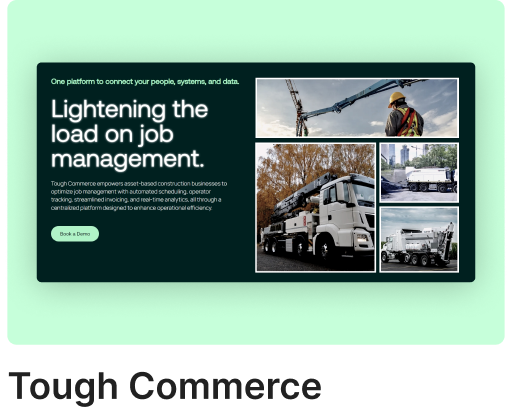 One platform to connect your people, systems, and data.
Lightening the
load on job
management.
Tough Commerce empowers asset-based construction businesses to
optimize job management with automated scheduling, operator
tracking, streamlined invoicing, and real-time analytics, all through a
centralized platform designed to enhance operational efficiency.
Book a Demo
Tough Commerce